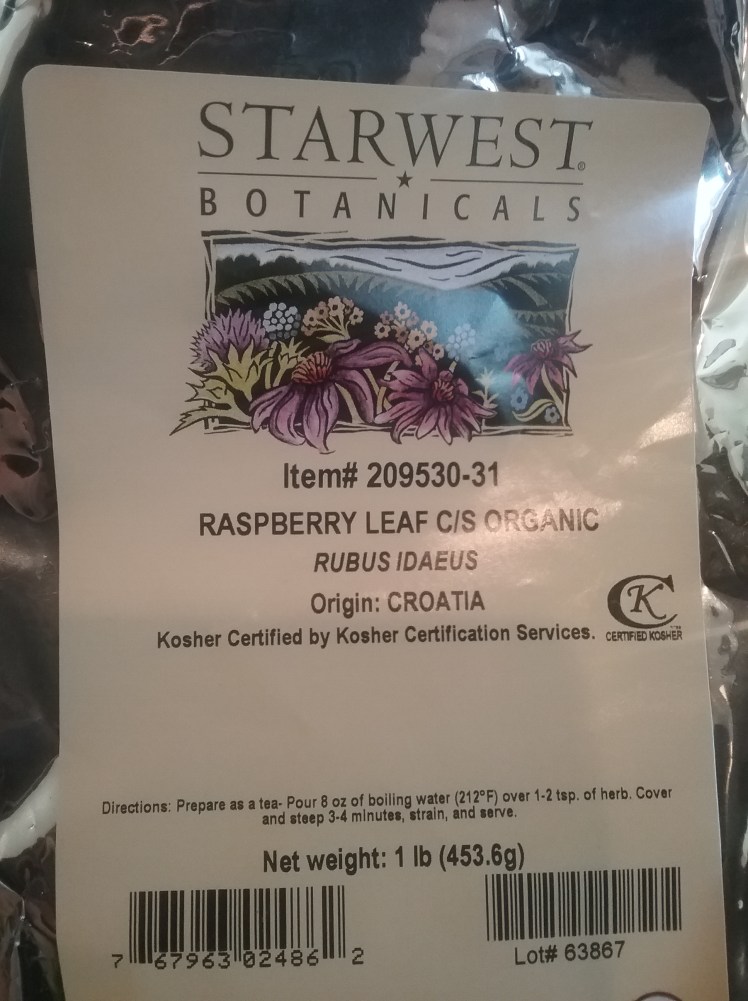 STARWEST®
BOTANICALS
Item# 209530-31
RASPBERRY LEAF C/S ORGANIC
RUBUS IDAEUS
Origin: CROATIA
Kosher Certified by Kosher Certification Services.
CK
CERTIFIED KOSHER
Directions: Prepare as a tea- Pour 8 oz of boiling water (212°F) over 1-2 tsp. of herb. Cover
and steep 3-4 minutes, strain, and serve.
Net weight: 1 lb (453.6g)
7 67963 02486 2
Lot# 63867